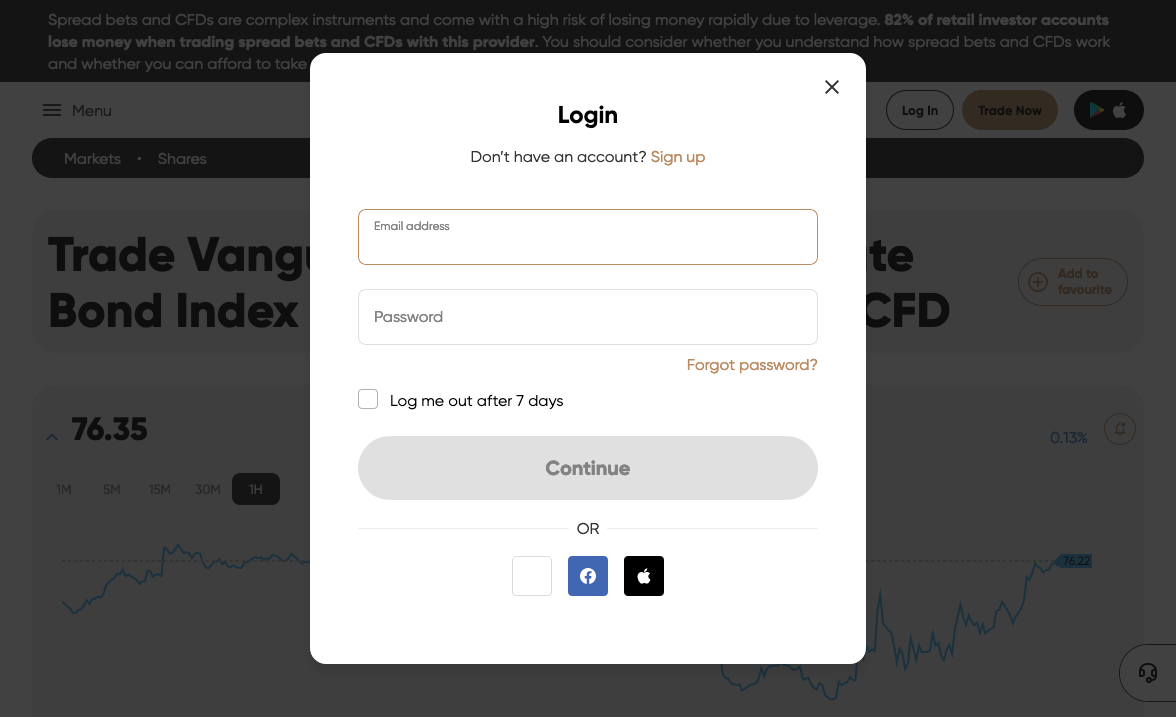 Spread bets and CFDs are complex instruments and come with a high risk of losing money rapidly due to leverage. 82% of retail investor accounts
lose money when trading spread bets and CFDs with this provider. You should consider whether you understand how spread bets and CFDs work
and whether you can afford to take
Menu
Log In
Trade Now
Markets • Shares
Trade Vangu
te
Bond Index
CFD
Add to
favourite
76.35
0.13%
1M
5M
15M
30M
1H
76.22
Login
Don't have an account? Sign up
Email address
Password
Forgot password?
Log me out after 7 days
Continue
OR